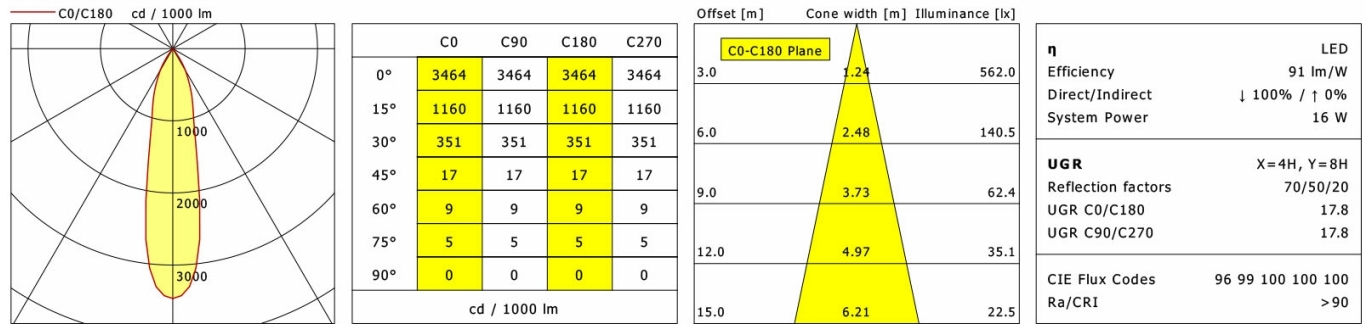 C0/C180 cd / 1000 lm
1000
2000
3000
C0 C90 C180 C270
0° 3464 3464 3464 3464
15° 1160 1160 1160 1160
30° 351 351 351 351
45° 17 17 17 17
60° 9 9 9 9
75° 5 5 5 5
90° 0 0 0 0
cd / 1000 lm
Offset [m] Cone width [m] Illuminance [lx]
C0-C180 Plane
3.0 1.24 562.0
6.0 2.48 140.5
9.0 3.73 62.4
12.0 4.97 35.1
15.0 6.21 22.5
η LED
Efficiency 91 lm/W
Direct/Indirect ↓ 100% / ↑ 0%
System Power 16 W
UGR X=4H, Y=8H
Reflection factors 70/50/20
UGR C0/C180 17.8
UGR C90/C270 17.8
CIE Flux Codes 96 99 100 100 100
Ra/CRI >90